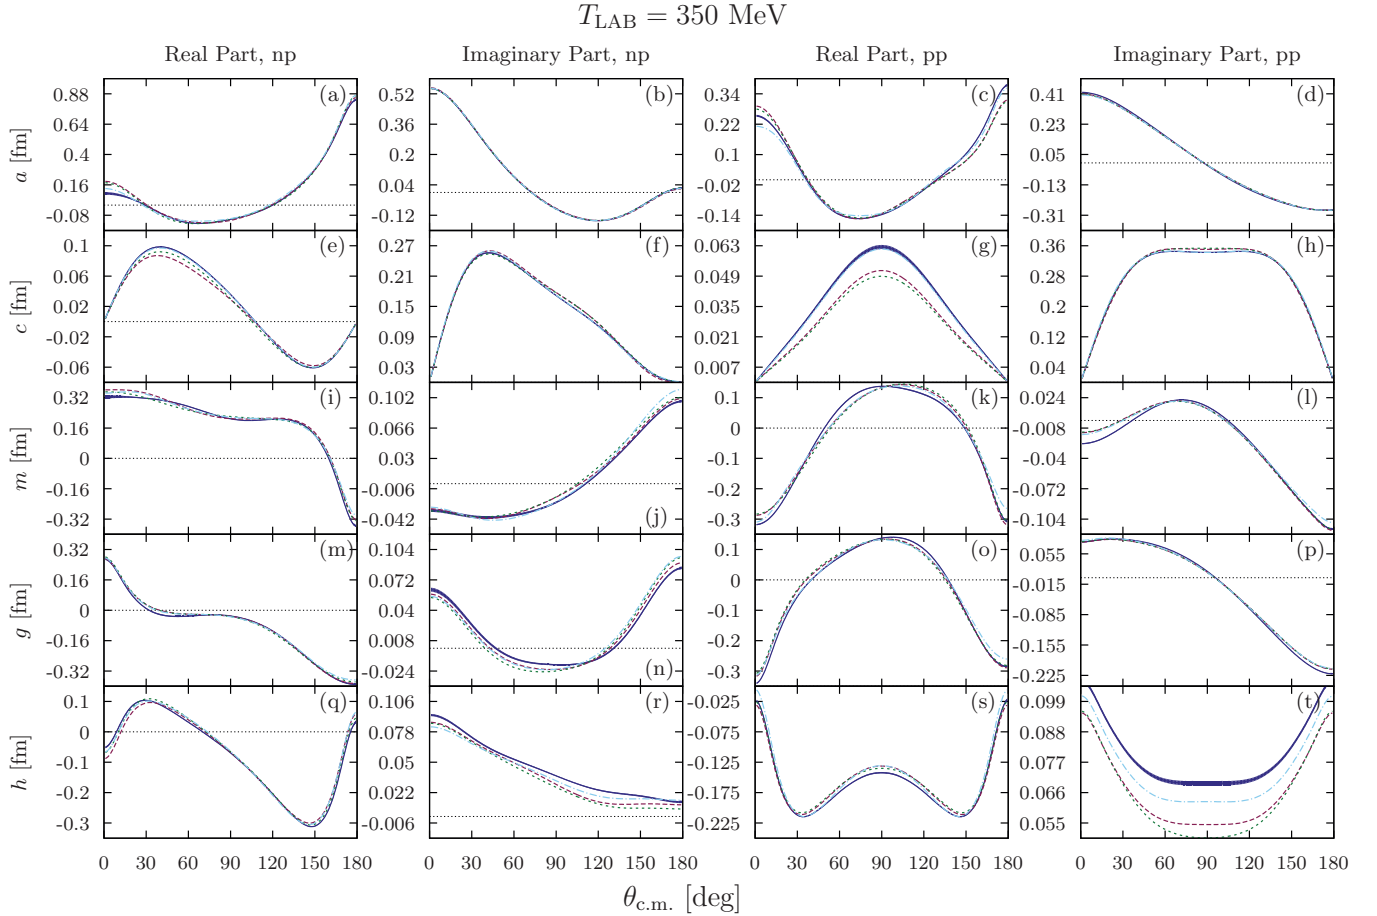 T_LAB = 350 MeV
Real Part, np
Imaginary Part, np
Real Part, pp
Imaginary Part, pp
a [fm]
0.88
0.64
0.4
0.16
-0.08
(a)
0.52
0.36
0.2
0.04
-0.12
(b)
0.34
0.22
0.1
-0.02
-0.14
(c)
0.41
0.23
0.05
-0.13
-0.31
(d)
c [fm]
0.1
0.06
0.02
-0.02
-0.06
(e)
0.27
0.21
0.15
0.09
0.03
(f)
0.063
0.049
0.035
0.021
0.007
(g)
0.36
0.28
0.2
0.12
0.04
(h)
m [fm]
0.32
0.16
0
-0.16
-0.32
(i)
0.102
0.066
0.03
-0.006
-0.042
(j)
0.1
0
-0.1
-0.2
-0.3
(k)
0.024
-0.008
-0.04
-0.072
-0.104
(l)
g [fm]
0.32
0.16
0
-0.16
0.32
(m)
0.104
0.072
0.04
0.008
-0.024
(n)
0.1
0
-0.1
-0.2
-0.3
(o)
0.055
-0.015
-0.085
-0.155
-0.225
(p)
h [fm]
0.1
0
-0.1
-0.2
-0.3
(q)
0.106
0.078
0.05
0.022
-0.006
(r)
-0.025
-0.075
-0.125
-0.175
-0.225
(s)
0.099
0.088
0.077
0.066
0.055
(t)
0 30 60 90 120 150 180
0 30 60 90 120 150 180
0 30 60 90 120 150 180
0 30 60 90 120 150 180
θ_c.m. [deg]